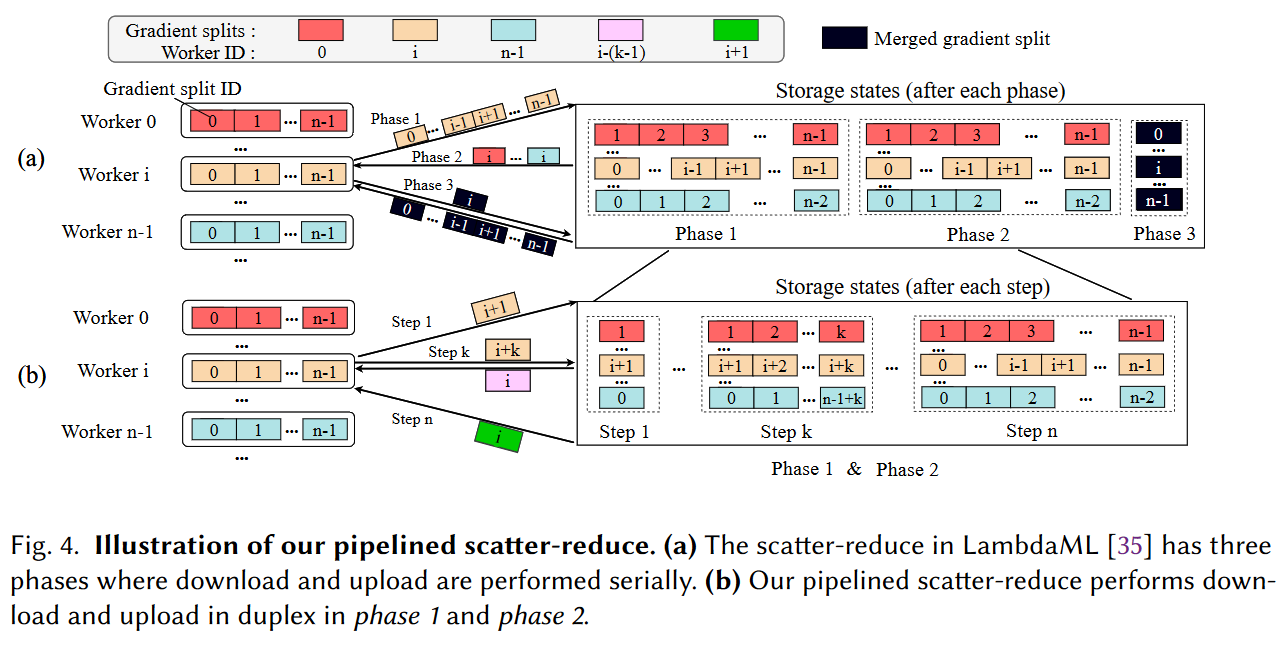 Gradient splits :
Worker ID :
0
i
n-1
i-(k-1)
i+1
Merged gradient split
Gradient split ID
Storage states (after each phase)
(a)
Worker 0
0 1 ... n-1
...
Worker i
0 1 ... n-1
...
Worker n-1
0 1 ... n-1
...
Phase 1
0 ... i-1 i+1 ... n-1
Phase 2
i ... i
Phase 3
i
0 ... i-1 i+1 ... n-1
1 2 3 ... n-1
...
0 ... i-1 i+1 ... n-1
...
0 1 2 ... n-2
Phase 1
1 2 3 ... n-1
...
0 ... i-1 i+1 ... n-1
...
0 1 2 ... n-2
Phase 2
0
...
i
...
n-1
Phase 3
Storage states (after each step)
(b)
Worker 0
0 1 ... n-1
...
Worker i
0 1 ... n-1
...
Worker n-1
0 1 ... n-1
...
Step 1
i+1
Step k
i+k
i
Step n
i
1
...
i+1
...
0
Step 1
...
1 2 ... k
...
i+1 i+2 ... i+k
...
0 1 ... n-1+k
Step k
...
1 2 3 ... n-1
...
0 ... i-1 i+1 ... n-1
...
0 1 2 ... n-2
Step n
Phase 1 & Phase 2
Fig. 4. Illustration of our pipelined scatter-reduce. (a) The scatter-reduce in LambdaML [35] has three
phases where download and upload are performed serially. (b) Our pipelined scatter-reduce performs down-
load and upload in duplex in phase 1 and phase 2.